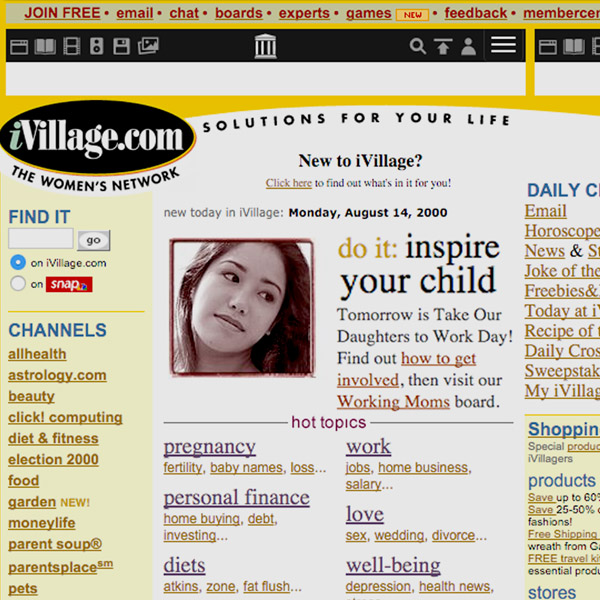 JOIN FREE • email • chat • boards • experts • games NEW • feedback • membercen
iVillage.com
THE WOMEN'S NETWORK
SOLUTIONS FOR YOUR LIFE
New to iVillage?
Click here to find out what's in it for you!
new today in iVillage: Monday, August 14, 2000
FIND IT
go
on iVillage.com
on snap
CHANNELS
allhealth
astrology.com
beauty
click! computing
diet & fitness
election 2000
food
garden NEW!
moneylife
parent soup®
parentsplace℠
pets
do it: inspire
your child
Tomorrow is Take Our
Daughters to Work Day!
Find out how to get
involved, then visit our
Working Moms board.
hot topics
pregnancy
fertility, baby names, loss...
personal finance
home buying, debt,
investing...
diets
atkins, zone, fat flush...
work
jobs, home business,
salary...
love
sex, wedding, divorce...
well-being
depression, health news,
DAILY C
Email
Horoscope
News & St
Joke of the
Freebies&
Today at iV
Recipe of t
Daily Cros
Sweepstak
My iVillag
Shoppin
Special produc
iVillagers
products
Save up to 60%
Save 25-50% o
fashions!
Free Shipping
wreath from Ga
FREE travel kit
essential produ
stores